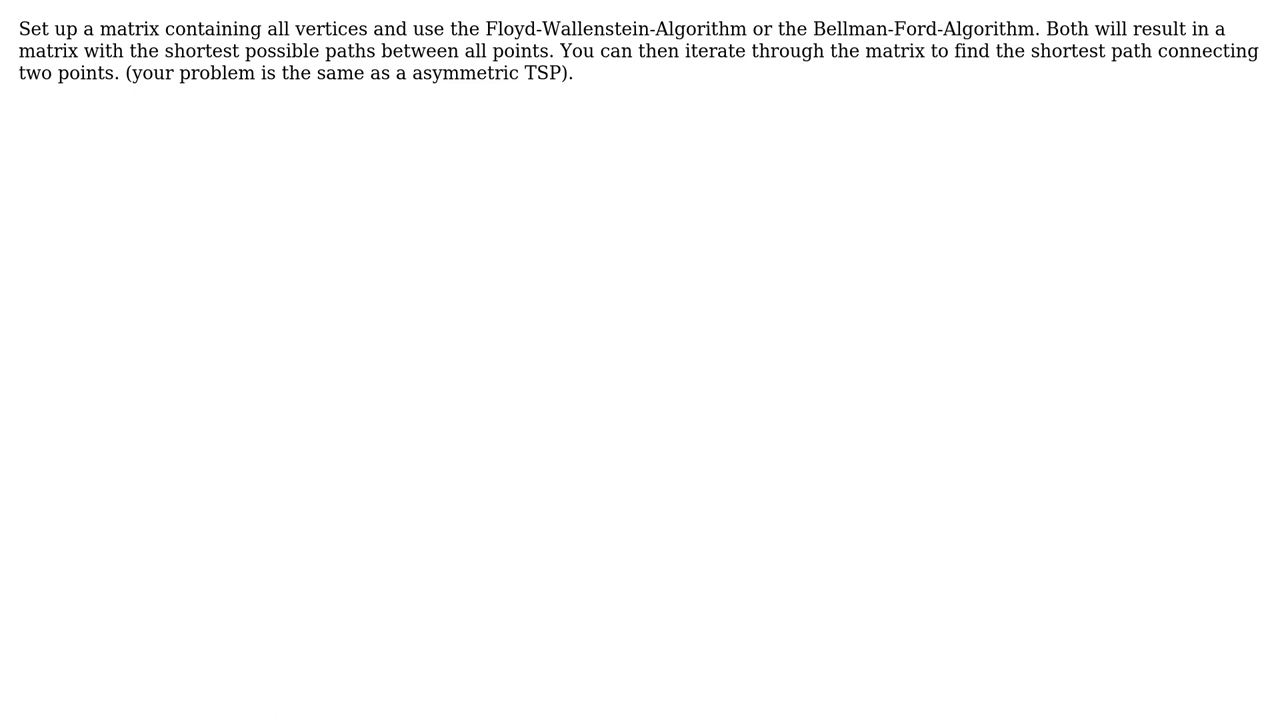 Set up a matrix containing all vertices and use the Floyd-Wallenstein-Algorithm or the Bellman-Ford-Algorithm. Both will result in a
matrix with the shortest possible paths between all points. You can then iterate through the matrix to find the shortest path connecting
two points. (your problem is the same as a asymmetric TSP).